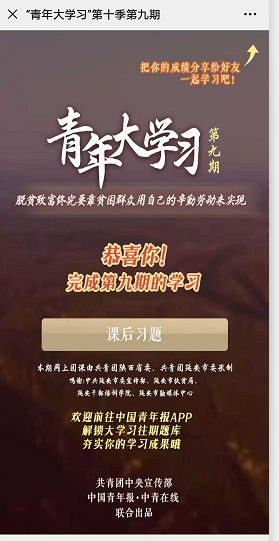 "青年大学习"第十季第九期
把你的成绩分享给好友
一起学习吧！
青年大学习
第九期
脱贫致富终究要靠贫困群众用自己的辛勤劳动来实现
恭喜你！
完成第九期的学习
课后习题
本期网上团课由共青团陕西省委、共青团延安市委承制
鸣谢：中共延安市委宣传部、延安市扶贫局、
延安干部培训学院、延安市融媒体中心
欢迎前往中国青年报APP
解锁大学习往期题库
夯实你的学习成果哦
共青团中央宣传部
中国青年报·中青在线
联合出品